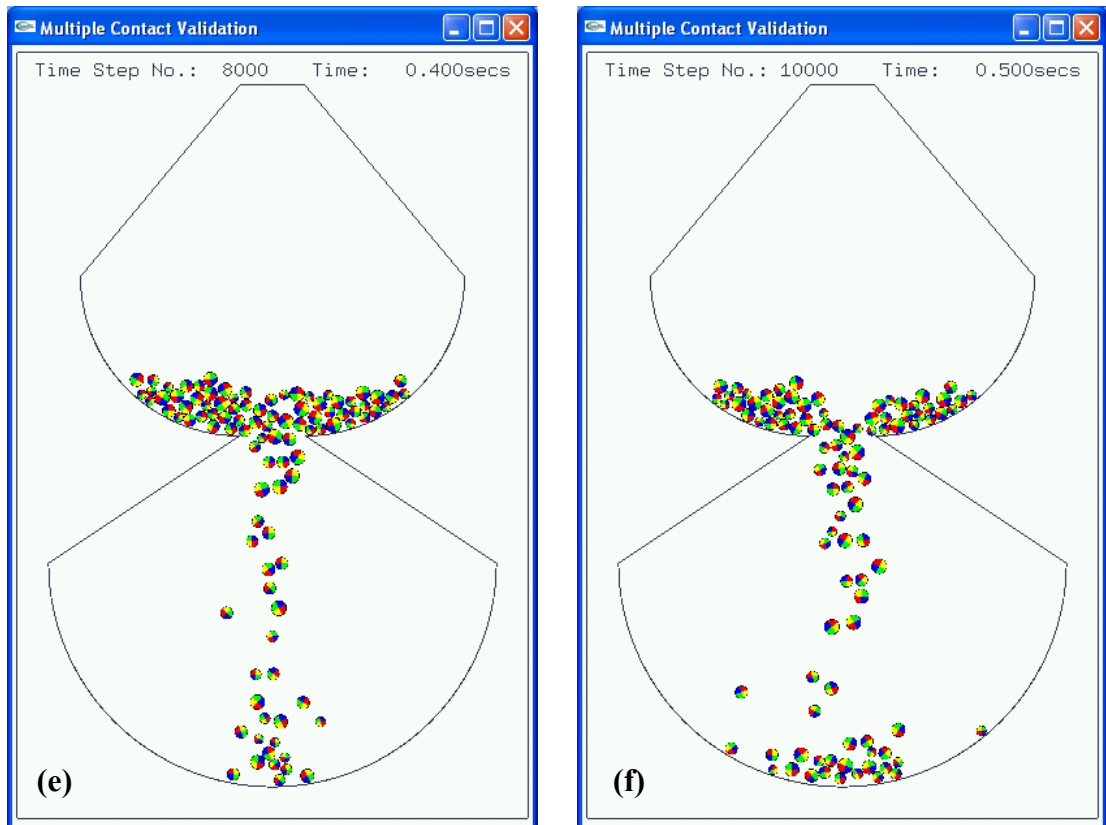 Multiple Contact Validation
Time Step No.: 8000 Time: 0.400secs
(e)
Multiple Contact Validation
Time Step No.: 10000 Time: 0.500secs
(f)